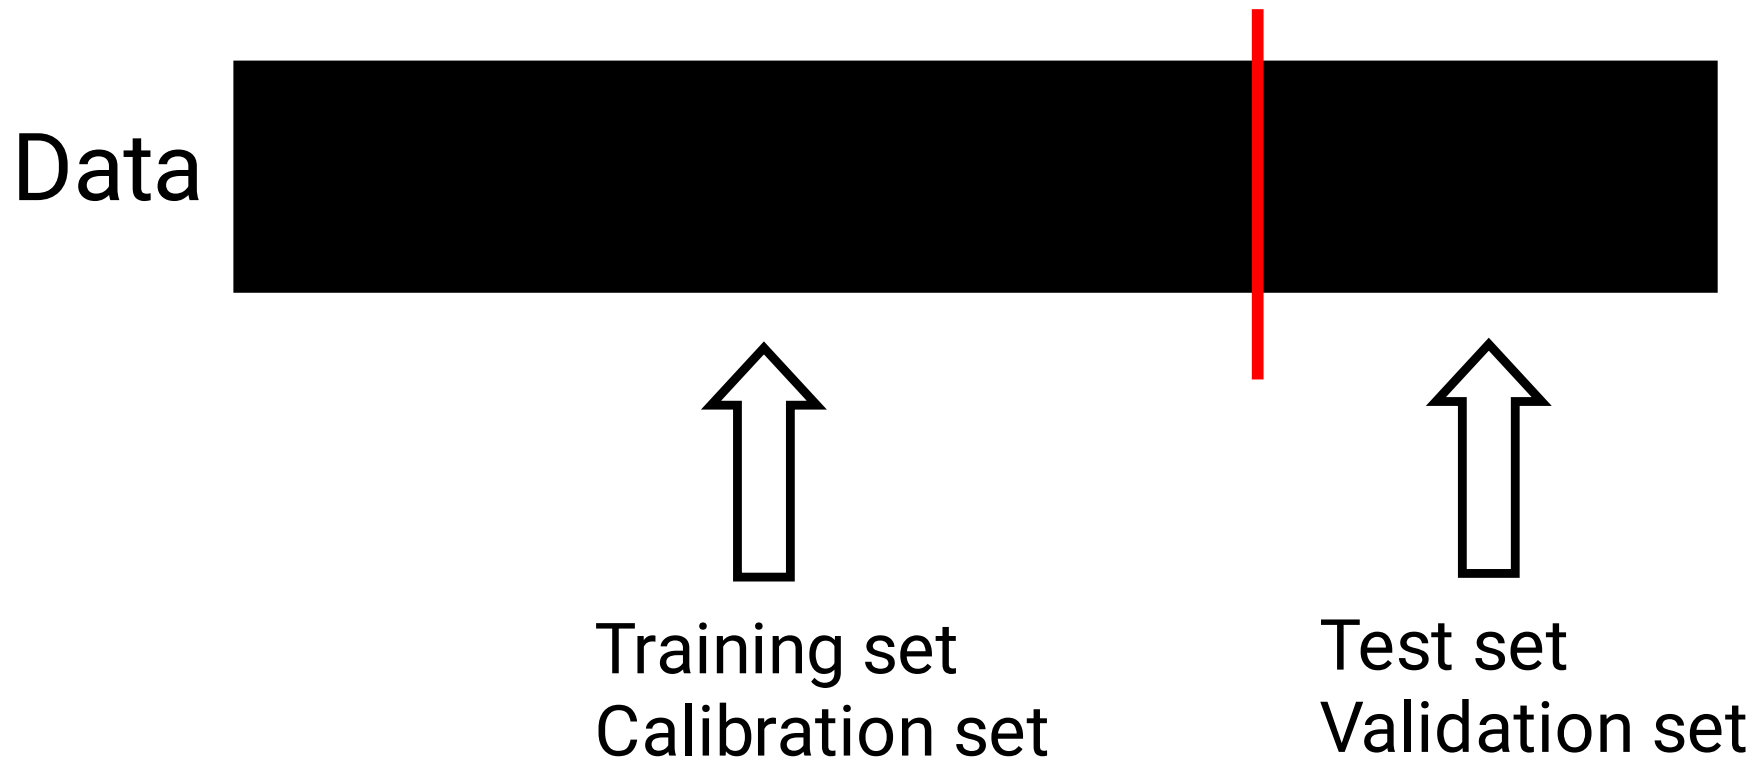 Data
Training set
Calibration set
Test set
Validation set